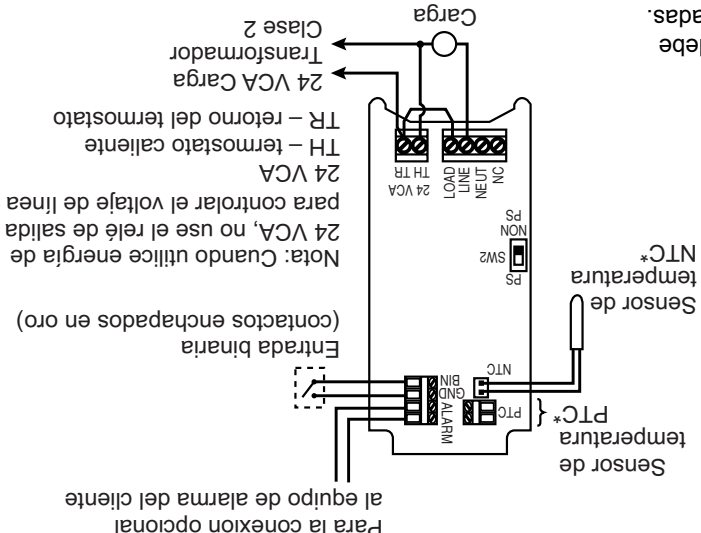 Para la conexion opcional
al equipo de alarma del cliente
Sensor de
temperatura
PTC*
PTC
ALARM
GND
BIN
NTC
Entrada binaria
(contactos enchapados en oro)
Sensor de
temperatura
NTC*
PS
SW2
NON
PS
Nota: Cuando utilice energía de
24 VCA, no use el relé de salida
para controlar el voltaje de línea
24 VCA
TH – termostato caliente
TR – retorno del termostato
24 VCA
TH TR
LOAD
LINE
NEUT
NC
24 VCA Carga
Transformador
Clase 2
Carga
debe
adas.